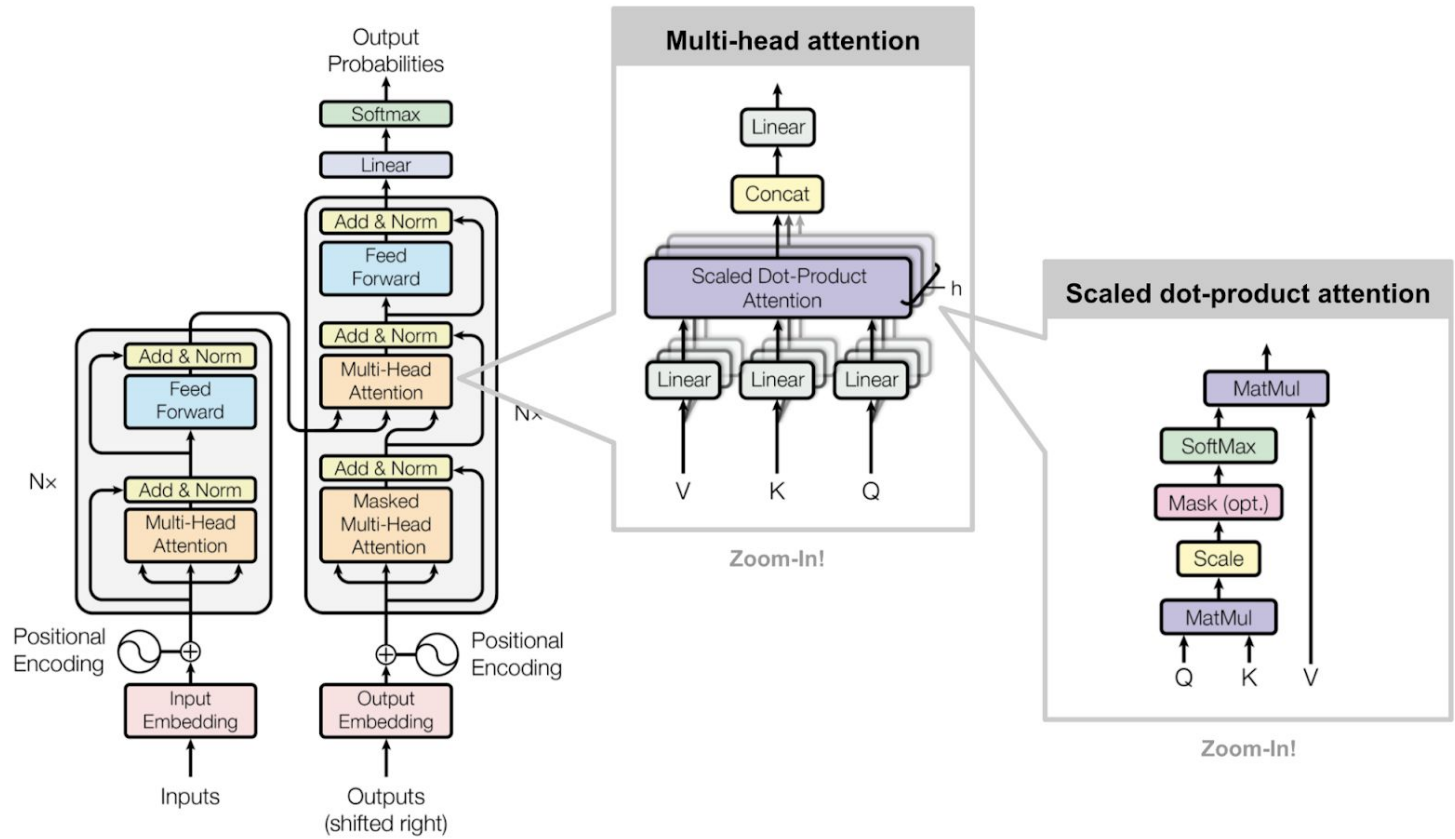 Output
Probabilities
Softmax
Linear
Add & Norm
Feed
Forward
Add & Norm
Multi-Head
Attention
Add & Norm
Masked
Multi-Head
Attention
N×
Positional
Encoding
Output
Embedding
Outputs
(shifted right)
Add & Norm
Feed
Forward
Add & Norm
Multi-Head
Attention
N×
Positional
Encoding
Input
Embedding
Inputs
Multi-head attention
Linear
Concat
Scaled Dot-Product
Attention
h
Linear
Linear
Linear
V
K
Q
Zoom-In!
Scaled dot-product attention
MatMul
SoftMax
Mask (opt.)
Scale
MatMul
Q
K
V
Zoom-In!